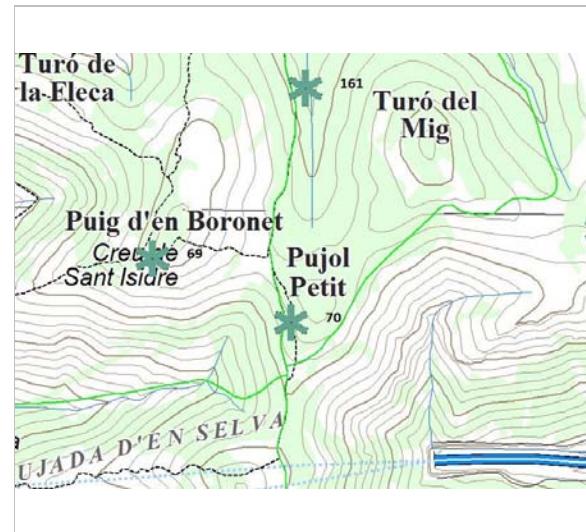 Turó de
la Eleca
161
Turó del
Mig
Puig d'en Boronet
Creu de
Sant Isidre
69
Pujol
Petit
70
UJADA D'EN SELVA
a